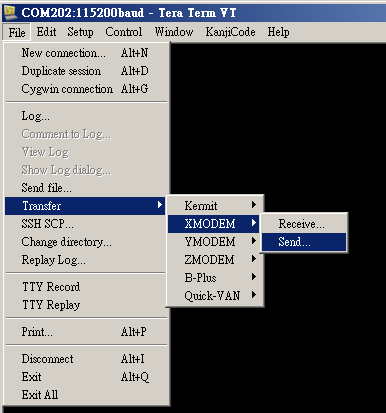 COM202:115200baud - Tera Term VT
File Edit Setup Control Window KanjiCode Help
New connection... Alt+N
Duplicate session Alt+D
Cygwin connection Alt+G
Log...
Comment to Log...
View Log
Show Log dialog...
Send file...
Transfer
SSH SCP...
Change directory...
Replay Log...
TTY Record
TTY Replay
Print... Alt+P
Disconnect Alt+I
Exit Alt+Q
Exit All
Kermit
XMODEM
YMODEM
ZMODEM
B-Plus
Quick-VAN
Receive...
Send...